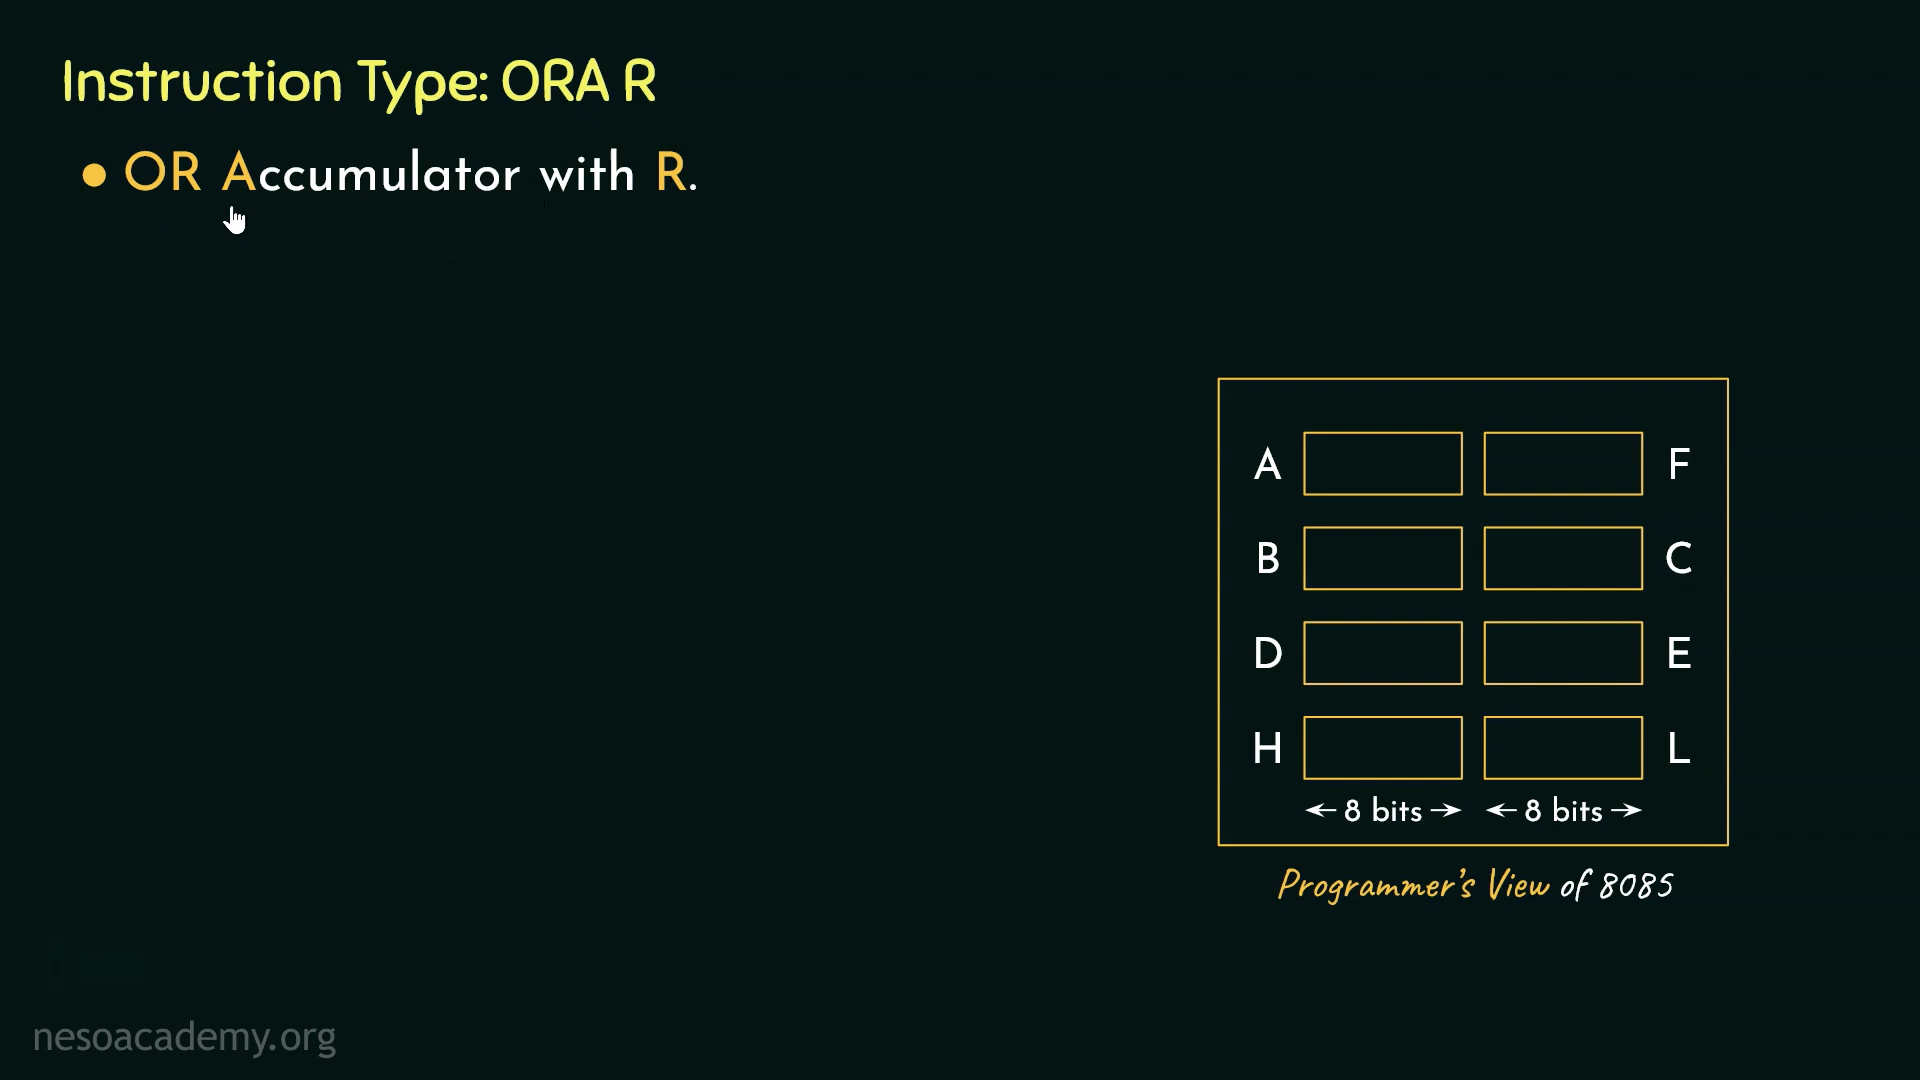 Instruction Type: ORA R
● OR Accumulator with R.
A F
B C
D E
H L
← 8 bits → ← 8 bits →
Programmer's View of 8085
nesoacademy.org